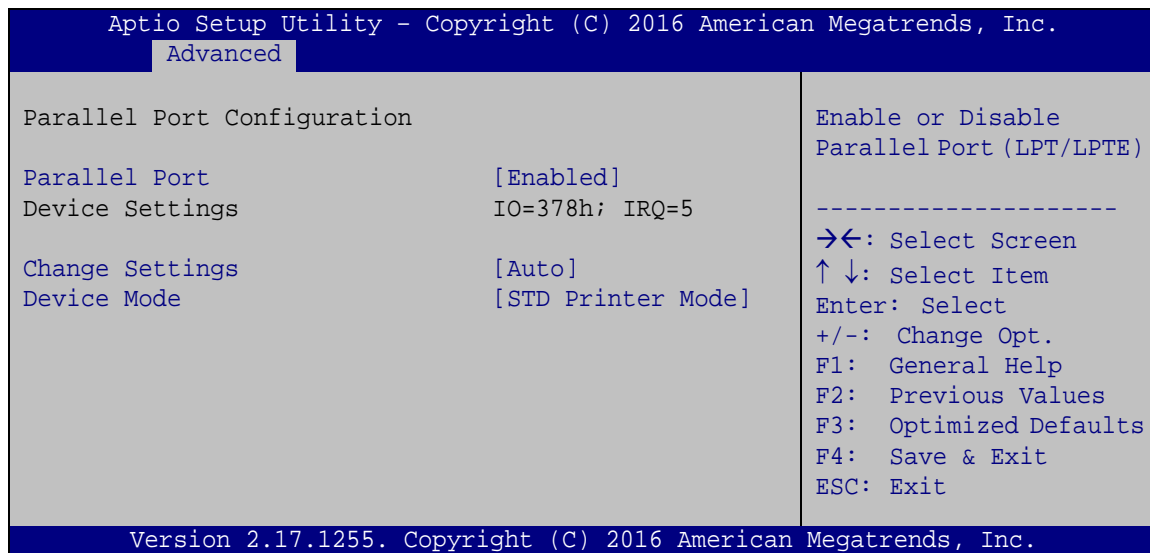 Aptio Setup Utility – Copyright (C) 2016 American Megatrends, Inc.
Advanced
Parallel Port Configuration
Parallel Port [Enabled]
Device Settings IO=378h; IRQ=5
Change Settings [Auto]
Device Mode [STD Printer Mode]
Enable or Disable
Parallel Port (LPT/LPTE)
---------------------
→←: Select Screen
↑ ↓: Select Item
Enter: Select
+/-: Change Opt.
F1: General Help
F2: Previous Values
F3: Optimized Defaults
F4: Save & Exit
ESC: Exit
Version 2.17.1255. Copyright (C) 2016 American Megatrends, Inc.